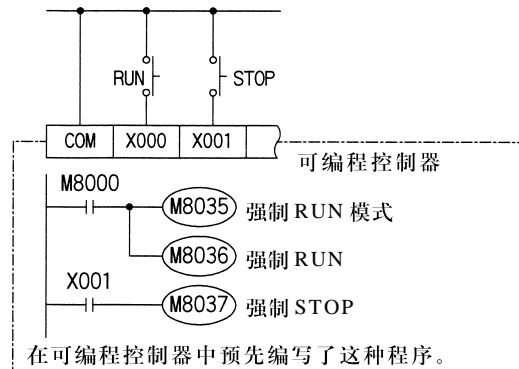 RUN STOP
COM X000 X001
可编程控制器
M8000
M8035 强制RUN模式
M8036 强制RUN
X001
M8037 强制STOP
在可编程控制器中预先编写了这种程序。